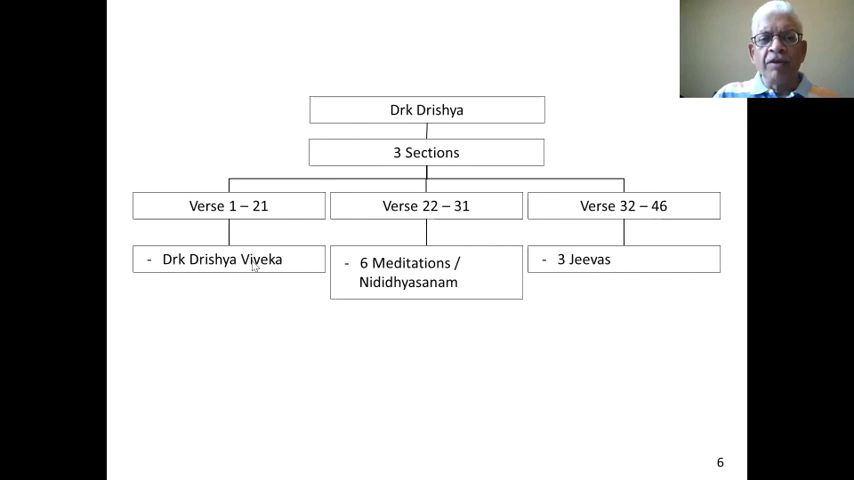 Drk Drishya
3 Sections
Verse 1 – 21
Verse 22 – 31
Verse 32 – 46
- Drk Drishya Viveka
- 6 Meditations /
Nididhyasanam
- 3 Jeevas
6